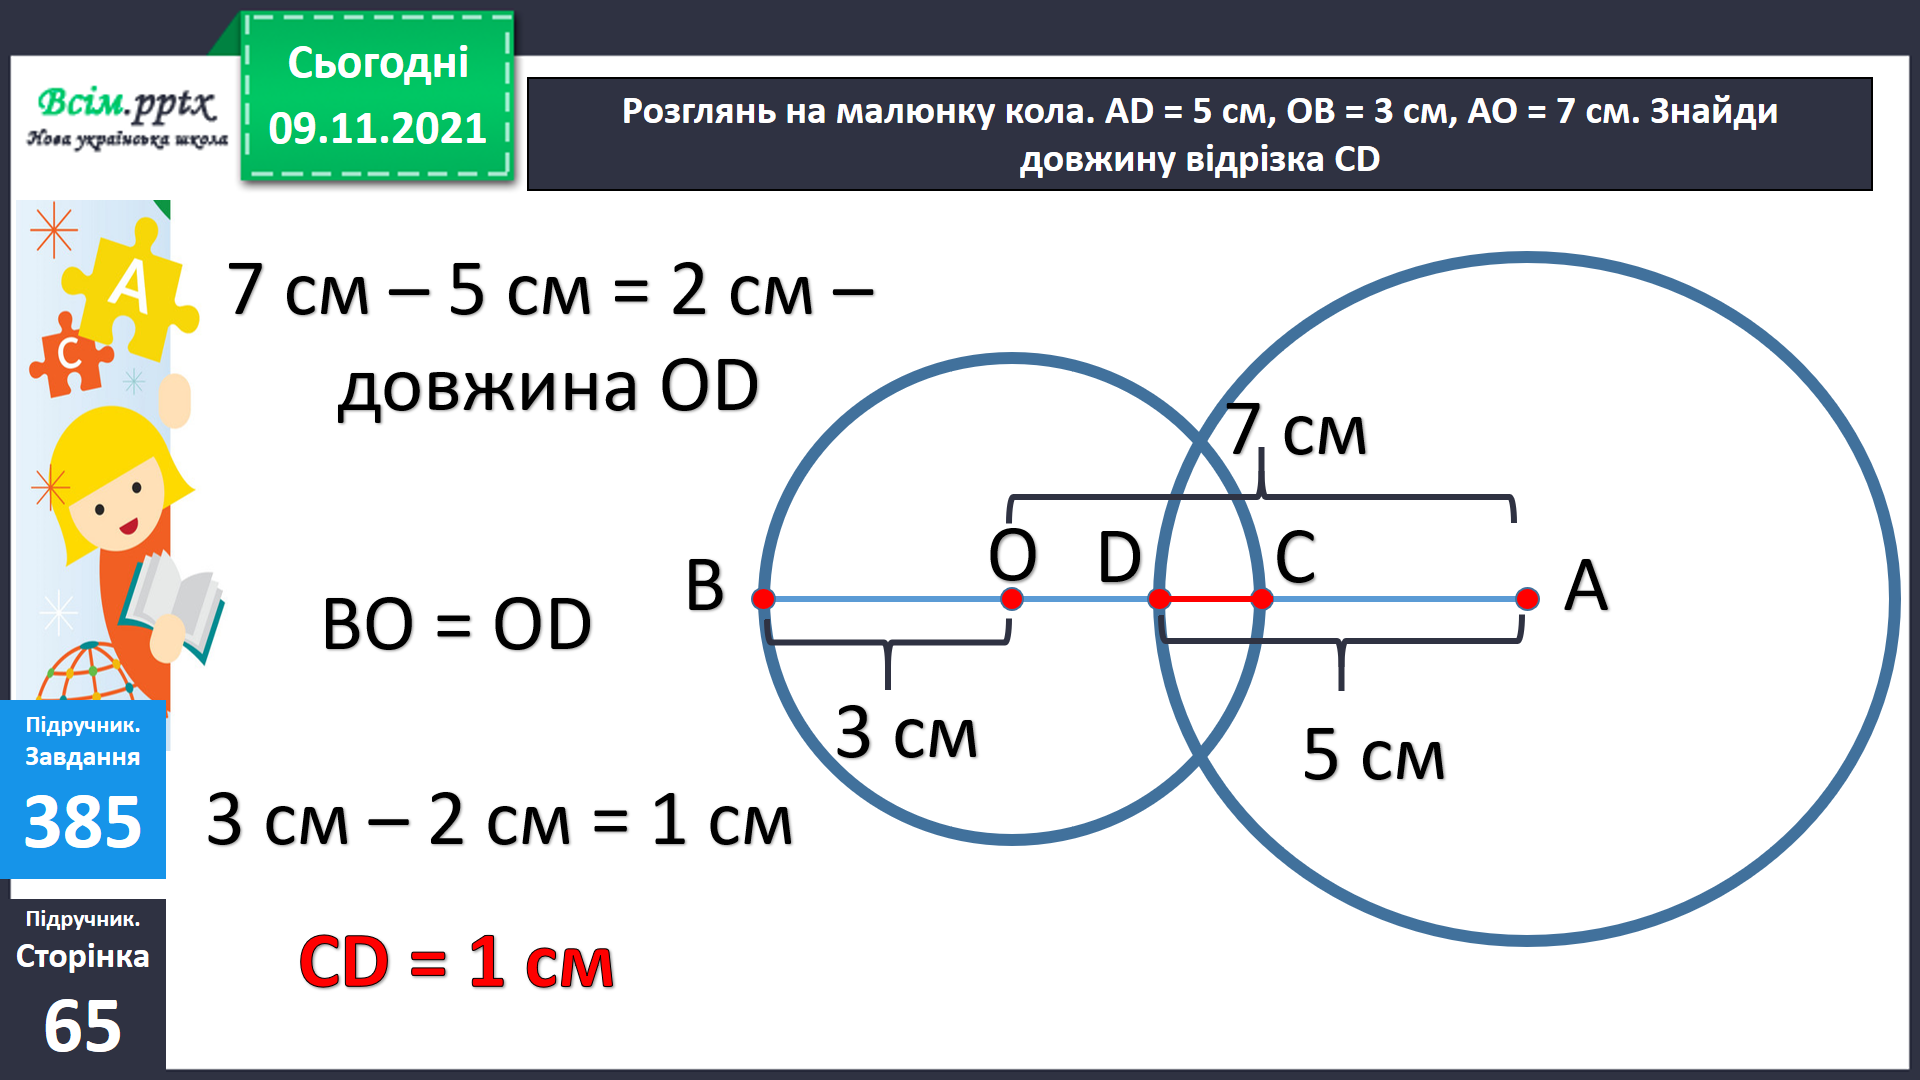 Всім.pptx
Нова українська школа
Сьогодні
09.11.2021
Розглянь на малюнку кола. AD = 5 см, OB = 3 см, AO = 7 см. Знайди
довжину відрізка CD
A
C
7 см – 5 см = 2 см –
довжина OD
BO = OD
3 см – 2 см = 1 см
CD = 1 см
7 см
B
O
D
C
A
3 см
5 см
Підручник.
Завдання
385
Підручник.
Сторінка
65